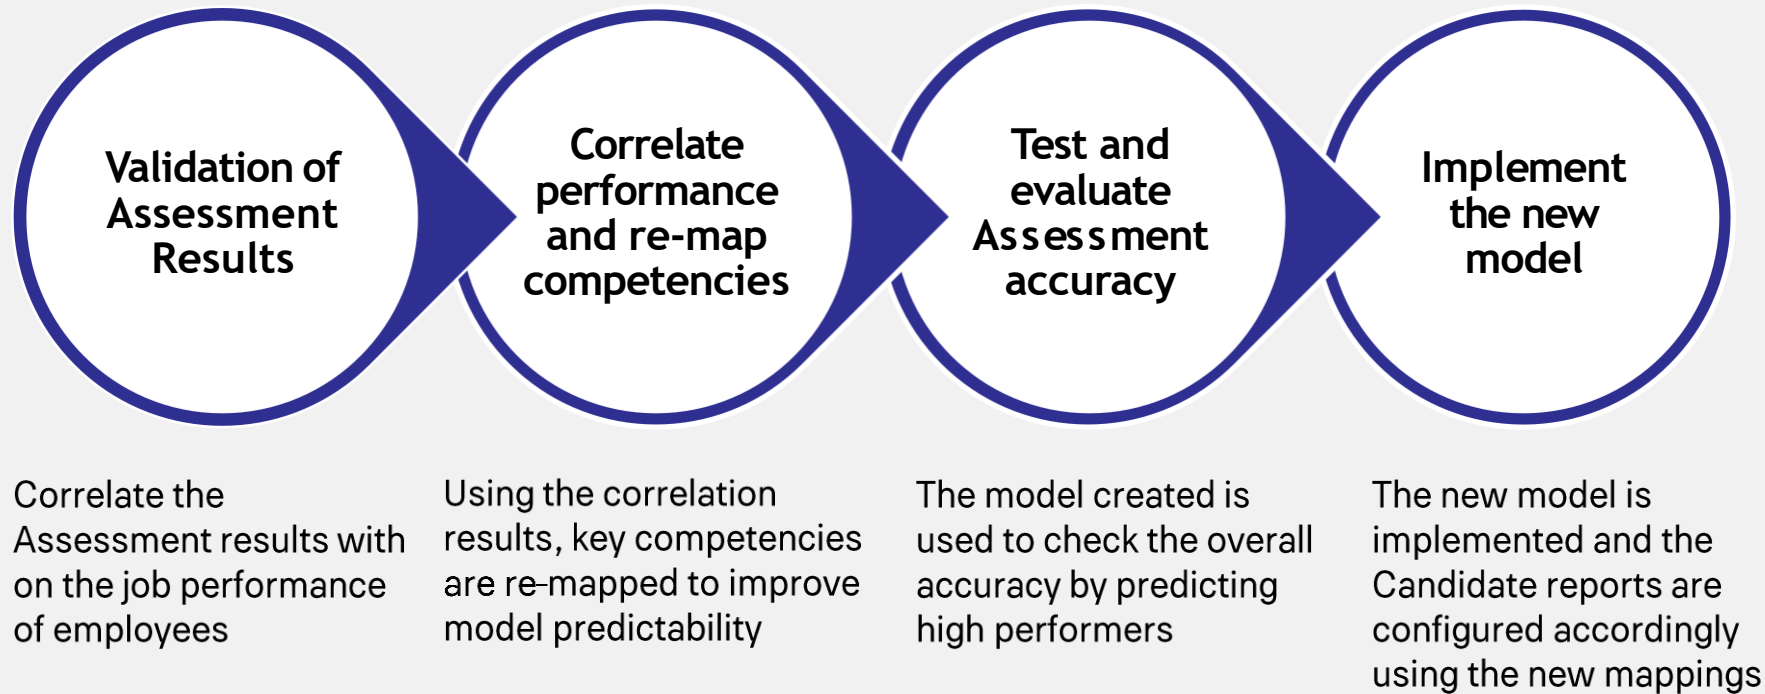 Validation of
Assessment
Results
Correlate
performance
and re-map
competencies
Test and
evaluate
Assessment
accuracy
Implement
the new
model
Correlate the
Assessment results with
on the job performance
of employees
Using the correlation
results, key competencies
are re-mapped to improve
model predictability
The model created is
used to check the overall
accuracy by predicting
high performers
The new model is
implemented and the
Candidate reports are
configured accordingly
using the new mappings